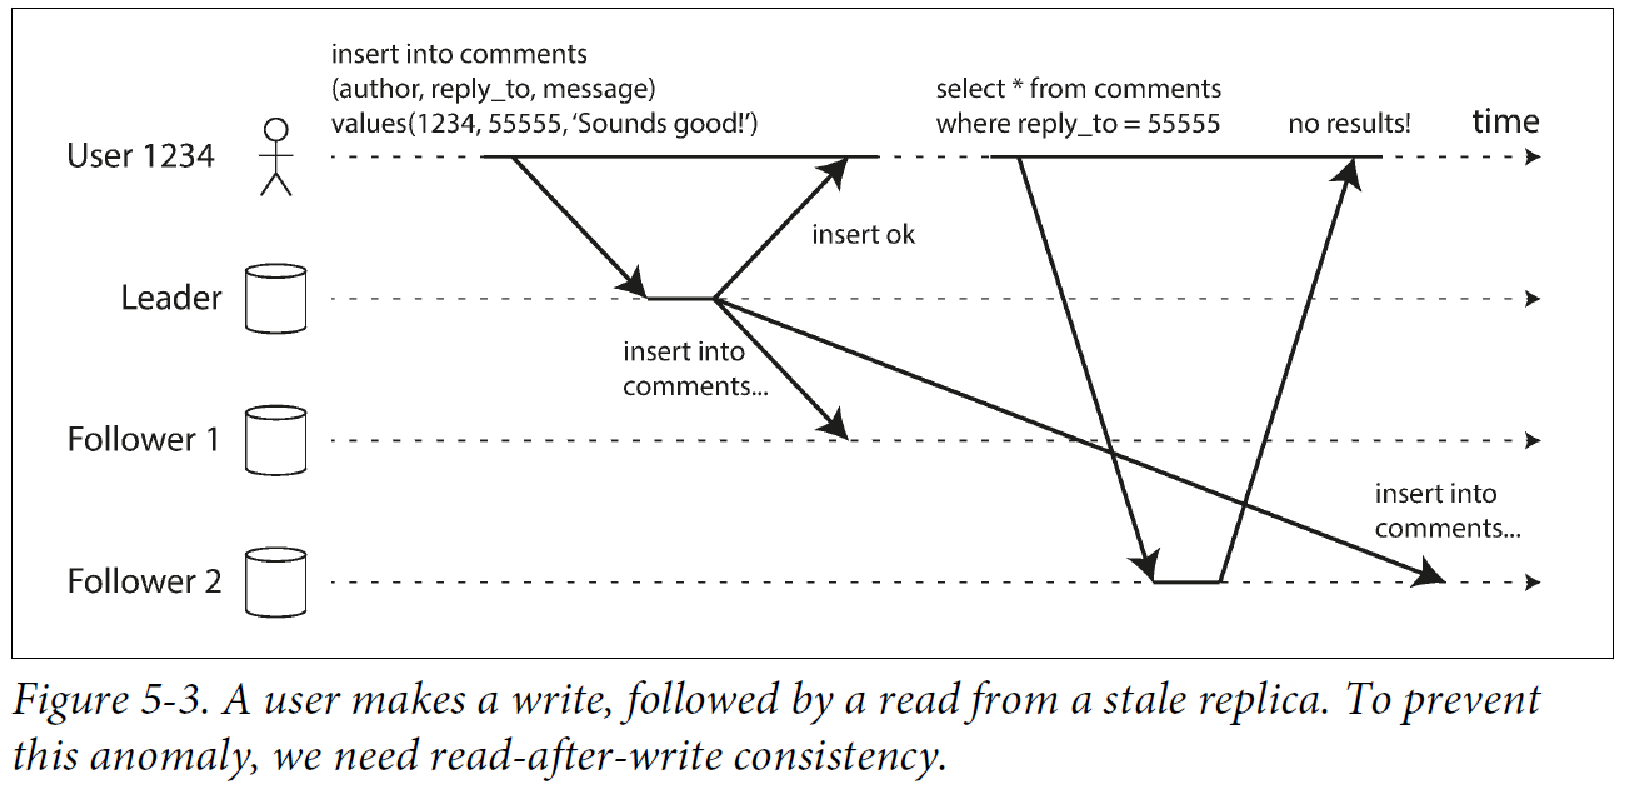 insert into comments
(author, reply_to, message)
values(1234, 55555, ‘Sounds good!’)
select * from comments
where reply_to = 55555
no results!
time
User 1234
insert ok
Leader
insert into
comments...
Follower 1
insert into
comments...
Follower 2
Figure 5-3. A user makes a write, followed by a read from a stale replica. To prevent
this anomaly, we need read-after-write consistency.